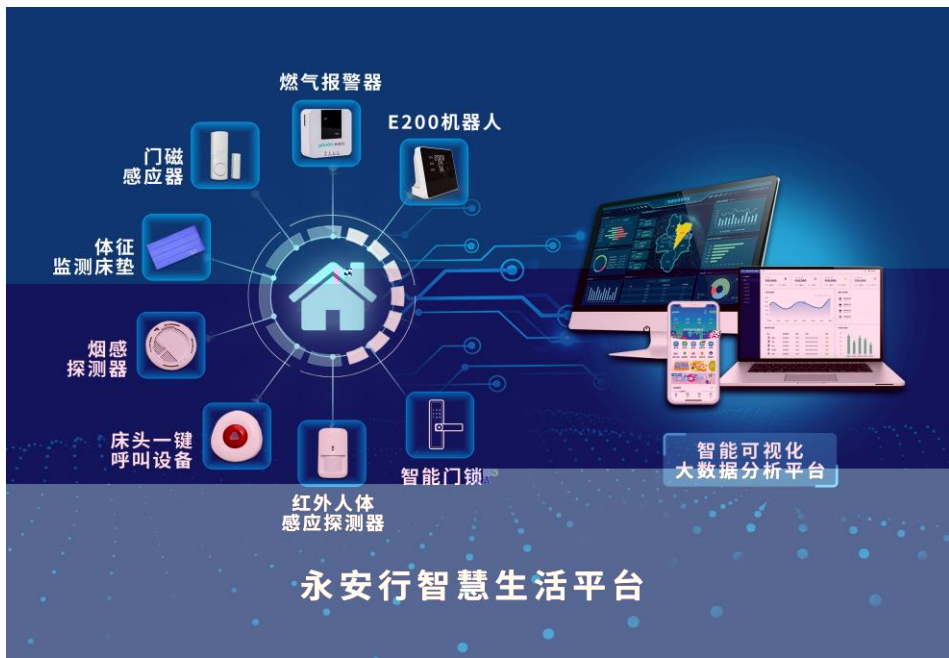 燃气报警器
E200机器人
门磁
感应器
体征
监测床垫
烟感
探测器
床头一键
呼叫设备
红外人体
感应探测器
智能门锁
智能可视化
大数据分析平台
永安行智慧生活平台